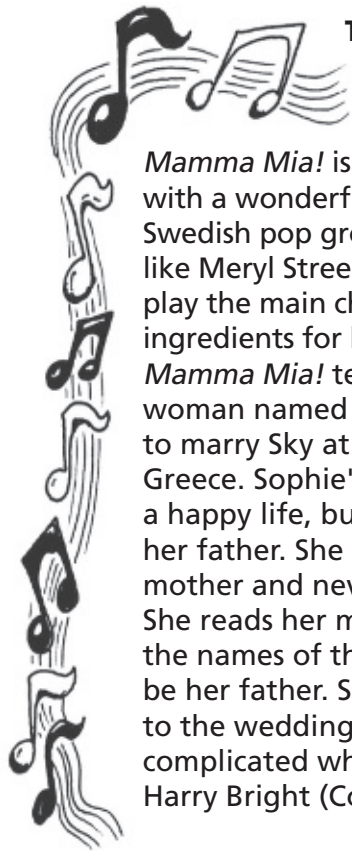 T
Mamma Mia! is
with a wonderf
Swedish pop gro
like Meryl Stree
play the main ch
ingredients for
Mamma Mia! te
woman named
to marry Sky at
Greece. Sophie'
a happy life, bu
her father. She
mother and nev
She reads her m
the names of th
be her father. S
to the wedding
complicated wh
Harry Bright (Co